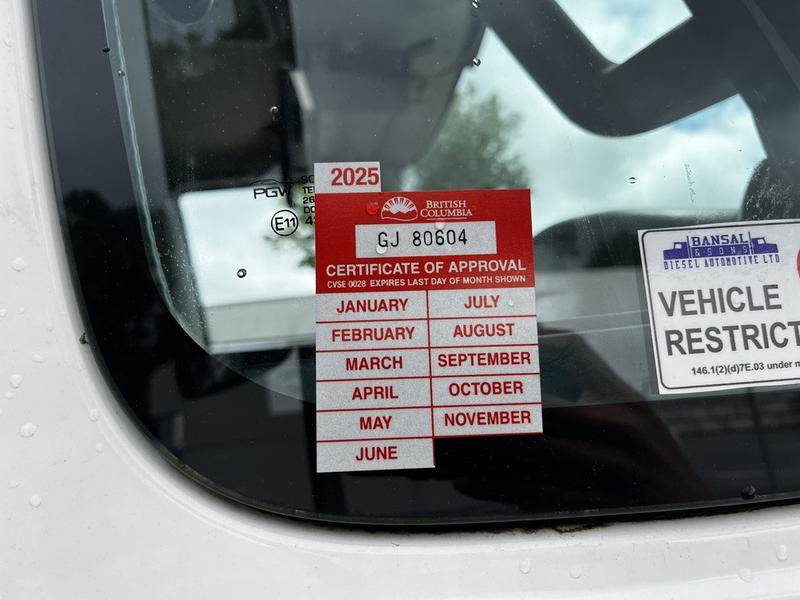 2025
BRITISH
COLUMBIA
GJ 80604
CERTIFICATE OF APPROVAL
CVSE 0028 EXPIRES LAST DAY OF MONTH SHOWN
JANUARY JULY
FEBRUARY AUGUST
MARCH SEPTEMBER
APRIL OCTOBER
MAY NOVEMBER
JUNE
PGW
E11
BANSAL
& SONS
DIESEL AUTOMOTIVE LTD
VEHICLE
RESTRICT
146.1(2)(d)7E.03 under